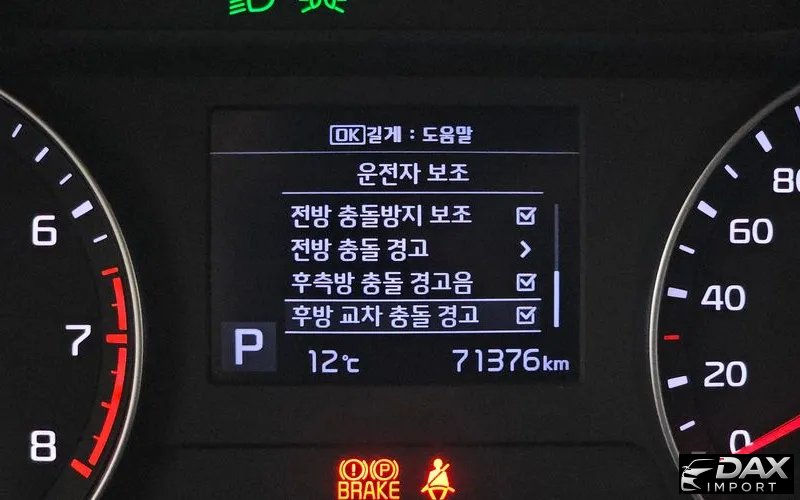 OK길게 : 도움말
운전자 보조
전방 충돌방지 보조
전방 충돌 경고
후측방 충돌 경고음
후방 교차 충돌 경고
P 12℃ 71376km
6
7
8
80
60
40
20
0
(!) (P)
BRAKE
DAX
IMPORT